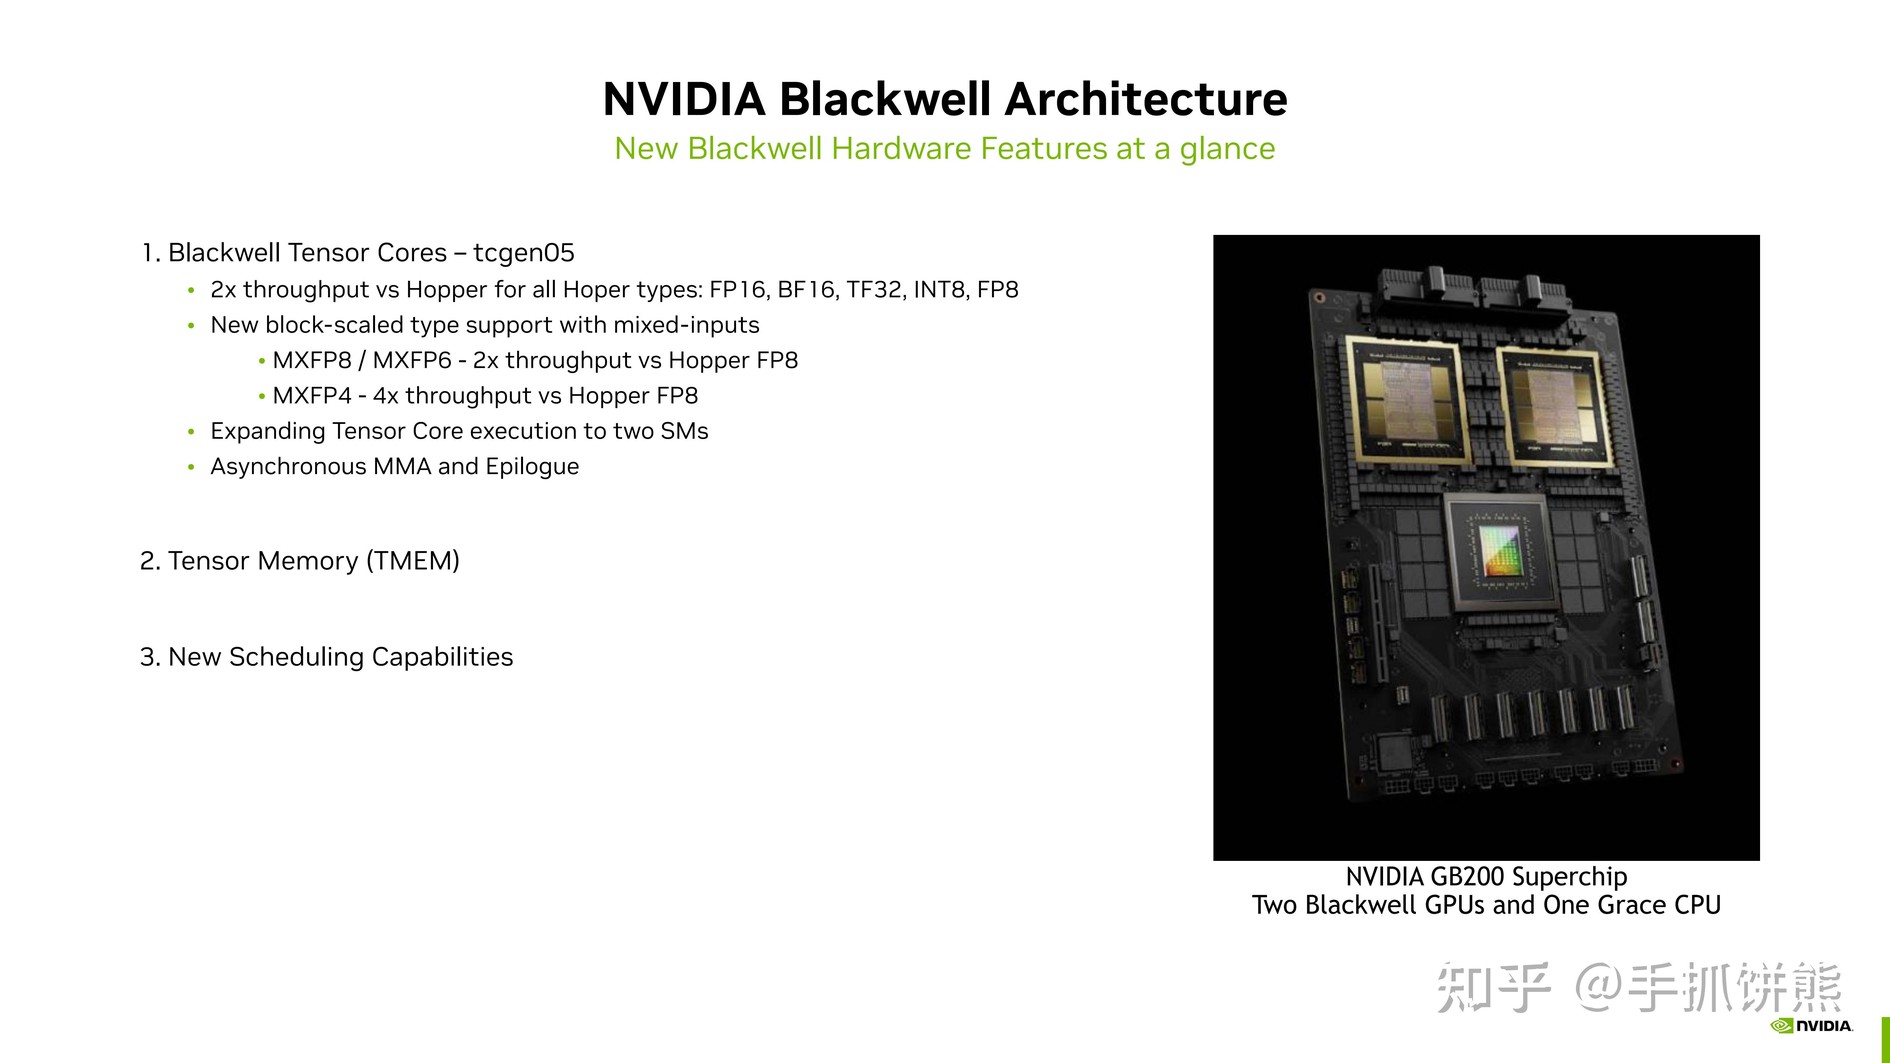 NVIDIA Blackwell Architecture
New Blackwell Hardware Features at a glance
1. Blackwell Tensor Cores – tcgen05
• 2x throughput vs Hopper for all Hoper types: FP16, BF16, TF32, INT8, FP8
• New block-scaled type support with mixed-inputs
• MXFP8 / MXFP6 - 2x throughput vs Hopper FP8
• MXFP4 - 4x throughput vs Hopper FP8
• Expanding Tensor Core execution to two SMs
• Asynchronous MMA and Epilogue
2. Tensor Memory (TMEM)
3. New Scheduling Capabilities
NVIDIA GB200 Superchip
Two Blackwell GPUs and One Grace CPU
知乎 @手抓饼熊
NVIDIA.